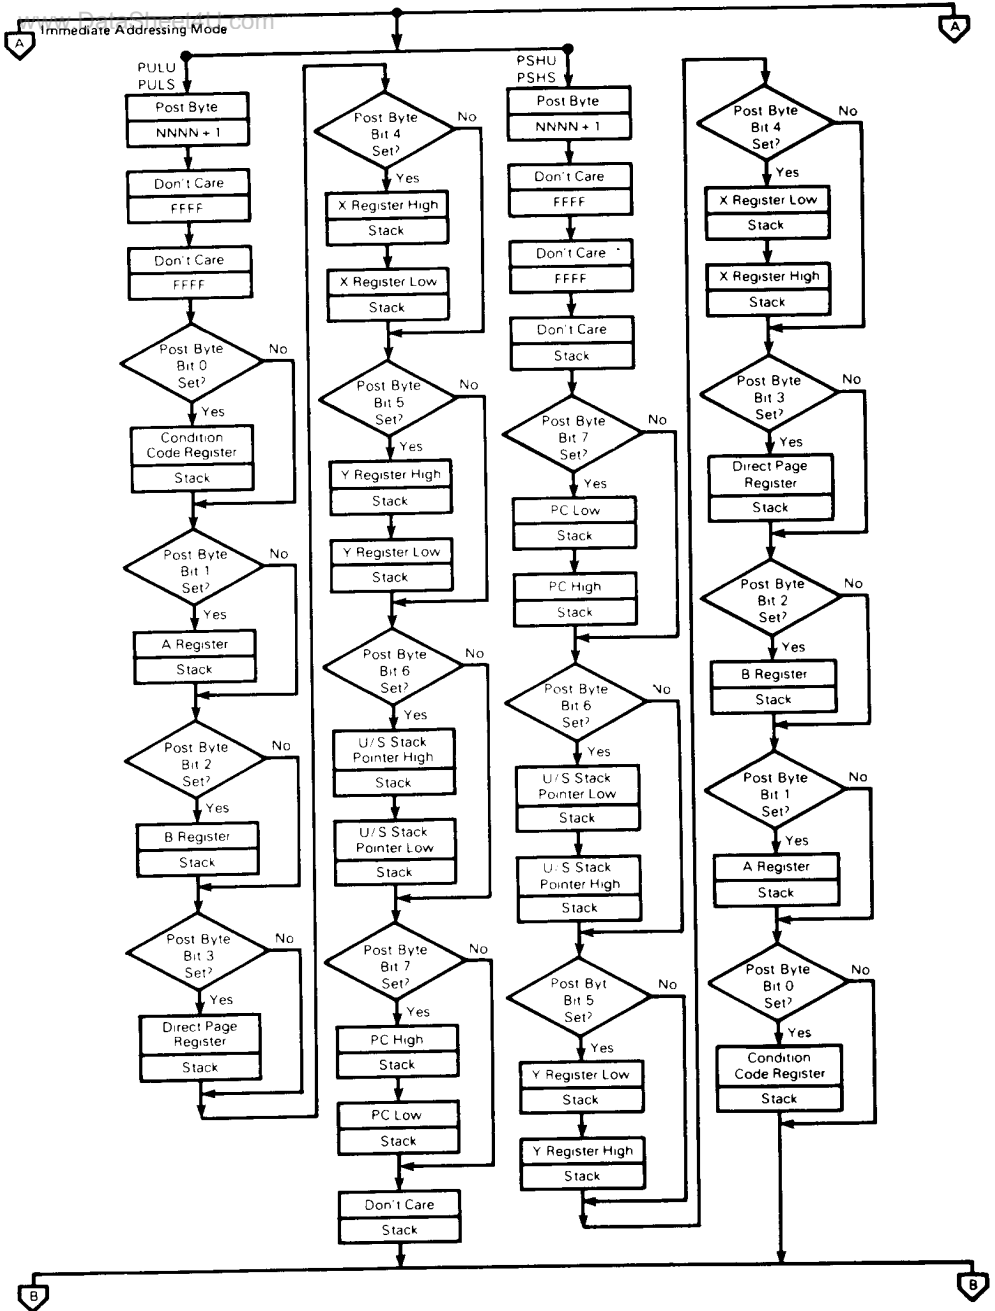 www.DataSheet4U.com
A
Immediate Addressing Mode
A
PULU
PULS
Post Byte
NNNN + 1
Don't Care
FFFF
Don't Care
FFFF
Post Byte
Bit 0
Set?
No
Yes
Condition
Code Register
Stack
Post Byte
Bit 1
Set?
No
Yes
A Register
Stack
Post Byte
Bit 2
Set?
No
Yes
B Register
Stack
Post Byte
Bit 3
Set?
No
Yes
Direct Page
Register
Stack
Post Byte
Bit 4
Set?
No
Yes
X Register High
Stack
X Register Low
Stack
Post Byte
Bit 5
Set?
No
Yes
Y Register High
Stack
Y Register Low
Stack
Post Byte
Bit 6
Set?
No
Yes
U/S Stack
Pointer High
Stack
U/S Stack
Pointer Low
Stack
Post Byte
Bit 7
Set?
No
Yes
PC High
Stack
PC Low
Stack
Don't Care
Stack
PSHU
PSHS
Post Byte
NNNN + 1
Don't Care
FFFF
Don't Care
FFFF
Don't Care
Stack
Post Byte
Bit 7
Set?
No
Yes
PC Low
Stack
PC High
Stack
Post Byte
Bit 6
Set?
No
Yes
U/S Stack
Pointer Low
Stack
U/S Stack
Pointer High
Stack
Post Byt
Bit 5
Set?
No
Yes
Y Register Low
Stack
Y Register High
Stack
Post Byte
Bit 4
Set?
No
Yes
X Register Low
Stack
X Register High
Stack
Post Byte
Bit 3
Set?
No
Yes
Direct Page
Register
Stack
Post Byte
Bit 2
Set?
No
Yes
B Register
Stack
Post Byte
Bit 1
Set?
No
Yes
A Register
Stack
Post Byte
Bit 0
Set?
No
Yes
Condition
Code Register
Stack
B
B